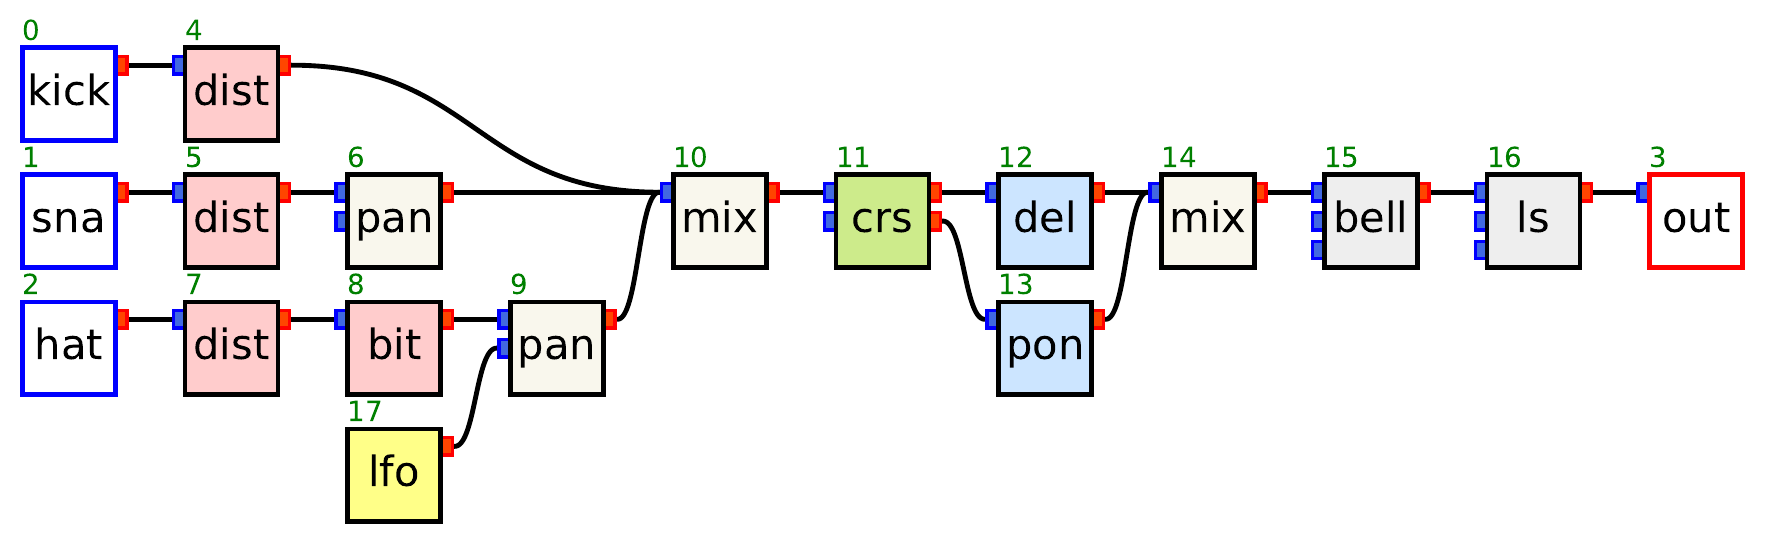 0 4
kick dist
1 5 6 10 11 12 14 15 16 3
sna dist pan mix crs del mix bell ls out
2 7 8 9 13
hat dist bit pan pon
17
lfo